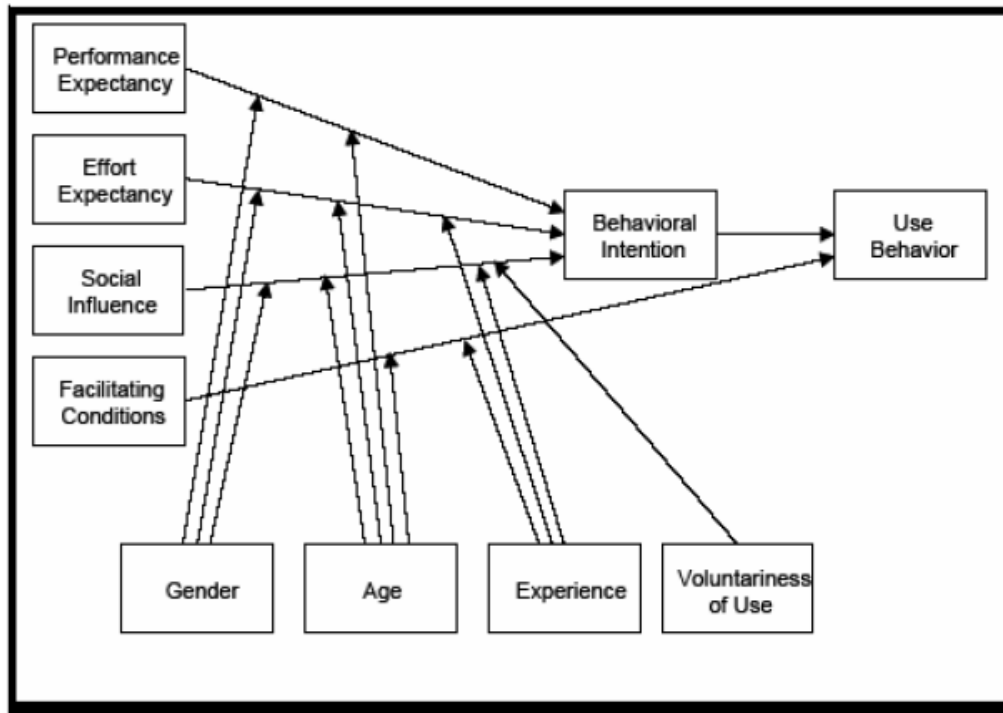 Performance
Expectancy
Effort
Expectancy
Social
Influence
Facilitating
Conditions
Behavioral
Intention
Use
Behavior
Gender
Age
Experience
Voluntariness
of Use